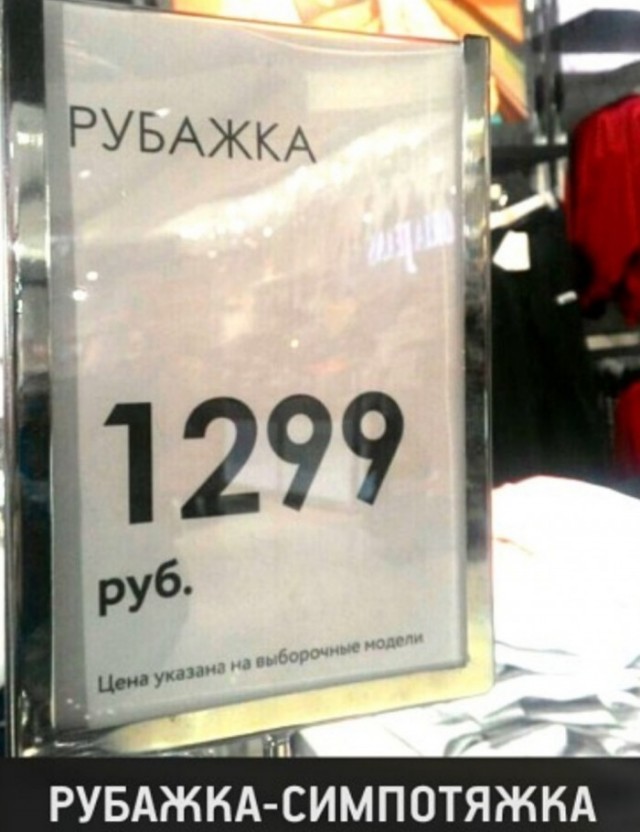 РУБАЖКА
1299
руб.
Цена указана на выборочные модели
РУБАЖКА-СИМПОТЯЖКА